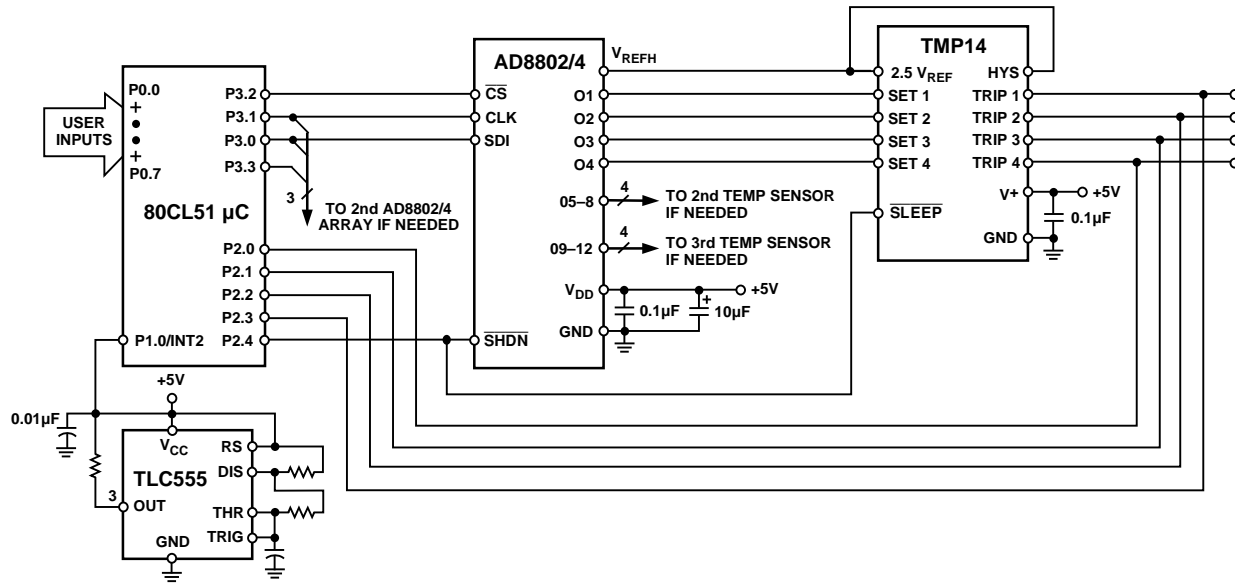 80CL51 µC
P0.0
+
+
P0.7
USER
INPUTS
P3.2
P3.1
P3.0
P3.3
P2.0
P2.1
P2.2
P2.3
P2.4
P1.0/INT2
3
TO 2nd AD8802/4
ARRAY IF NEEDED
AD8802/4
CS
CLK
SDI
SHDN
VREFH
O1
O2
O3
O4
05–8
09–12
VDD
GND
4
TO 2nd TEMP SENSOR
IF NEEDED
4
TO 3rd TEMP SENSOR
IF NEEDED
+5V
0.1µF
+
10µF
TMP14
2.5 VREF
SET 1
SET 2
SET 3
SET 4
SLEEP
HYS
TRIP 1
TRIP 2
TRIP 3
TRIP 4
V+
GND
+5V
0.1µF
+5V
0.01µF
VCC
TLC555
RS
DIS
THR
TRIG
3
OUT
GND